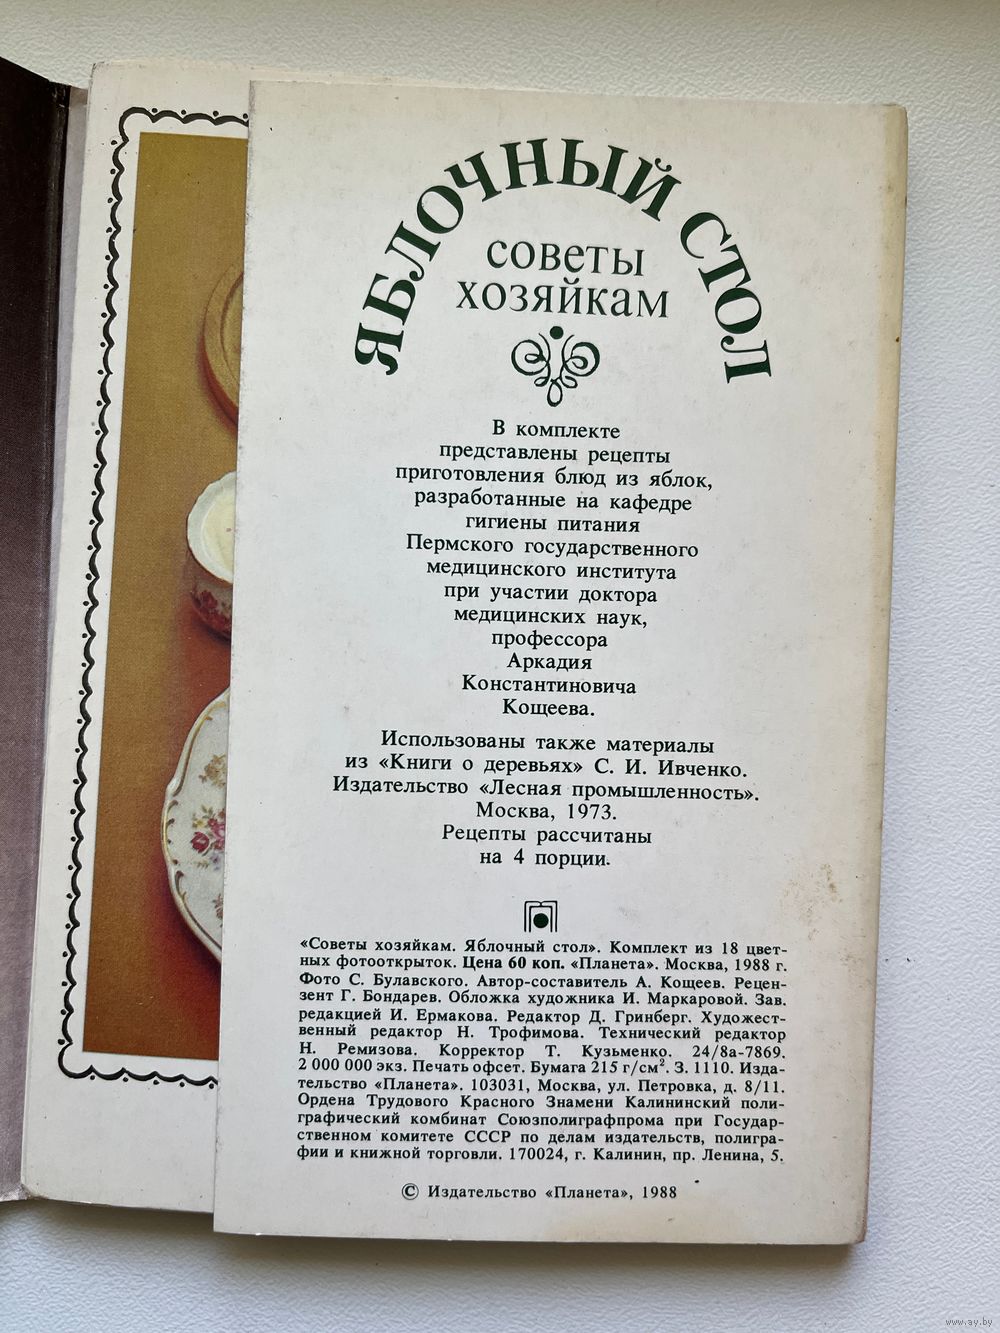 ЯБЛОЧНЫЙ СТОЛ
советы
хозяйкам
В комплекте
представлены рецепты
приготовления блюд из яблок,
разработанные на кафедре
гигиены питания
Пермского государственного
медицинского института
при участии доктора
медицинских наук,
профессора
Аркадия
Константиновича
Кощеева.
Использованы также материалы
из «Книги о деревьях» С. И. Ивченко.
Издательство «Лесная промышленность».
Москва, 1973.
Рецепты рассчитаны
на 4 порции.
«Советы хозяйкам. Яблочный стол». Комплект из 18 цвет-
ных фотооткрыток. Цена 60 коп. «Планета». Москва, 1988 г.
Фото С. Булавского. Автор-составитель А. Кощеев. Рецен-
зент Г. Бондарев. Обложка художника И. Маркаровой. Зав.
редакцией И. Ермакова. Редактор Д. Гринберг. Художест-
венный редактор Н. Трофимова. Технический редактор
Н. Ремизова. Корректор Т. Кузьменко. 24/8а-7869.
2 000 000 экз. Печать офсет. Бумага 215 г/см². З. 1110. Изда-
тельство «Планета». 103031, Москва, ул. Петровка, д. 8/11.
Ордена Трудового Красного Знамени Калининский поли-
графический комбинат Союзполиграфпрома при Государ-
ственном комитете СССР по делам издательств, полигра-
фии и книжной торговли. 170024, г. Калинин, пр. Ленина, 5.
© Издательство «Планета», 1988
www.ay.by